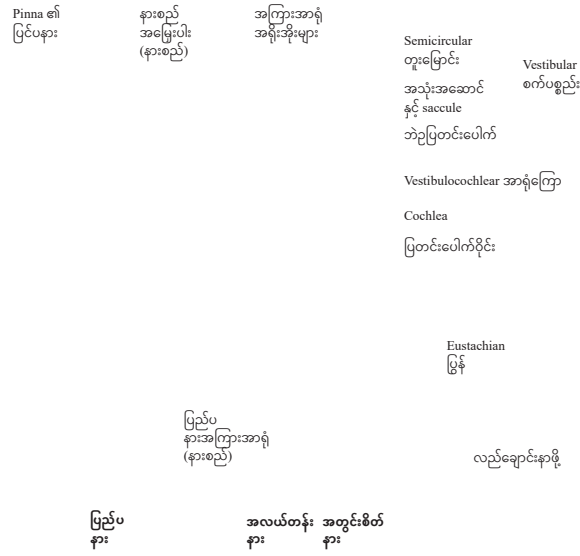 Pinna ၏
ပြင်ပနား
နားစည်
အမြှေးပါး
(နားစည်)
အကြားအာရုံ
အရိုးအိုးများ
Semicircular
တူးမြောင်း
Vestibular
စက်ပစ္စည်း
အသုံးအဆောင်
နှင့် saccule
ဘဲဥပြတင်းပေါက်
Vestibulocochlear အာရုံကြော
Cochlea
ပြတင်းပေါက်ဝိုင်း
Eustachian
ပြွန်
ပြည်ပ
နားအကြားအာရုံ
(နားစည်)
လည်ချောင်းနာဖို့
ပြည်ပ
နား
အလယ်တန်း
နား
အတွင်းစိတ်
နား